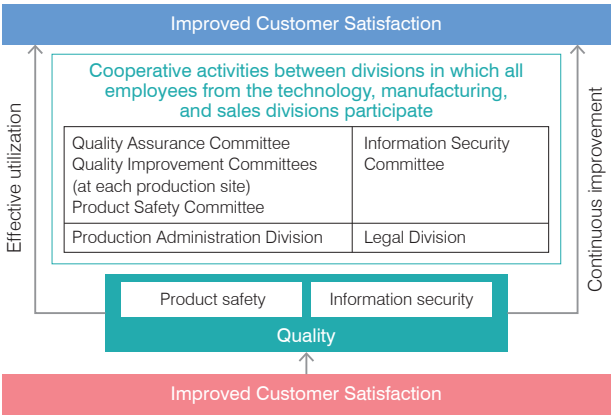 Improved Customer Satisfaction
Effective utilization
Cooperative activities between divisions in which all
employees from the technology, manufacturing,
and sales divisions participate
Quality Assurance Committee
Quality Improvement Committees
(at each production site)
Product Safety Committee
Information Security
Committee
Production Administration Division
Legal Division
Continuous improvement
Product safety
Information security
Quality
Improved Customer Satisfaction